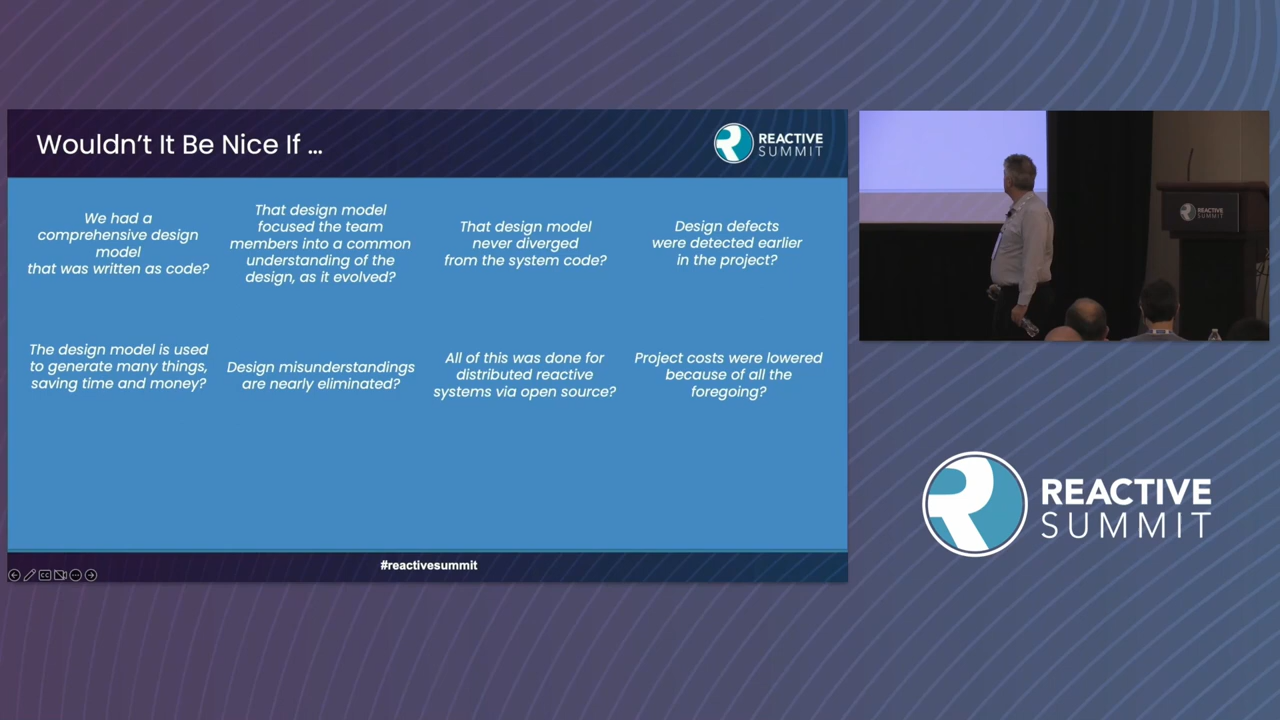 Wouldn't It Be Nice If ...
REACTIVE
SUMMIT
We had a
comprehensive design
model
that was written as code?
That design model
focused the team
members into a common
understanding of the
design, as it evolved?
That design model
never diverged
from the system code?
Design defects
were detected earlier
in the project?
The design model is used
to generate many things,
saving time and money?
Design misunderstandings
are nearly eliminated?
All of this was done for
distributed reactive
systems via open source?
Project costs were lowered
because of all the
foregoing?
#reactivesummit
CC
REACTIVE
SUMMIT
REACTIVE
SUMMIT